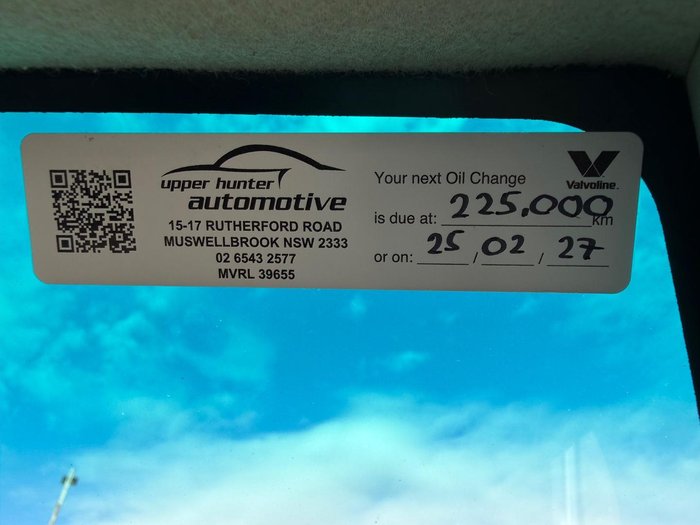 upper hunter
automotive
15-17 RUTHERFORD ROAD
MUSWELLBROOK NSW 2333
02 6543 2577
MVRL 39655
Your next Oil Change
Valvoline.
is due at: 225,000 km
or on: 25 / 02 / 27